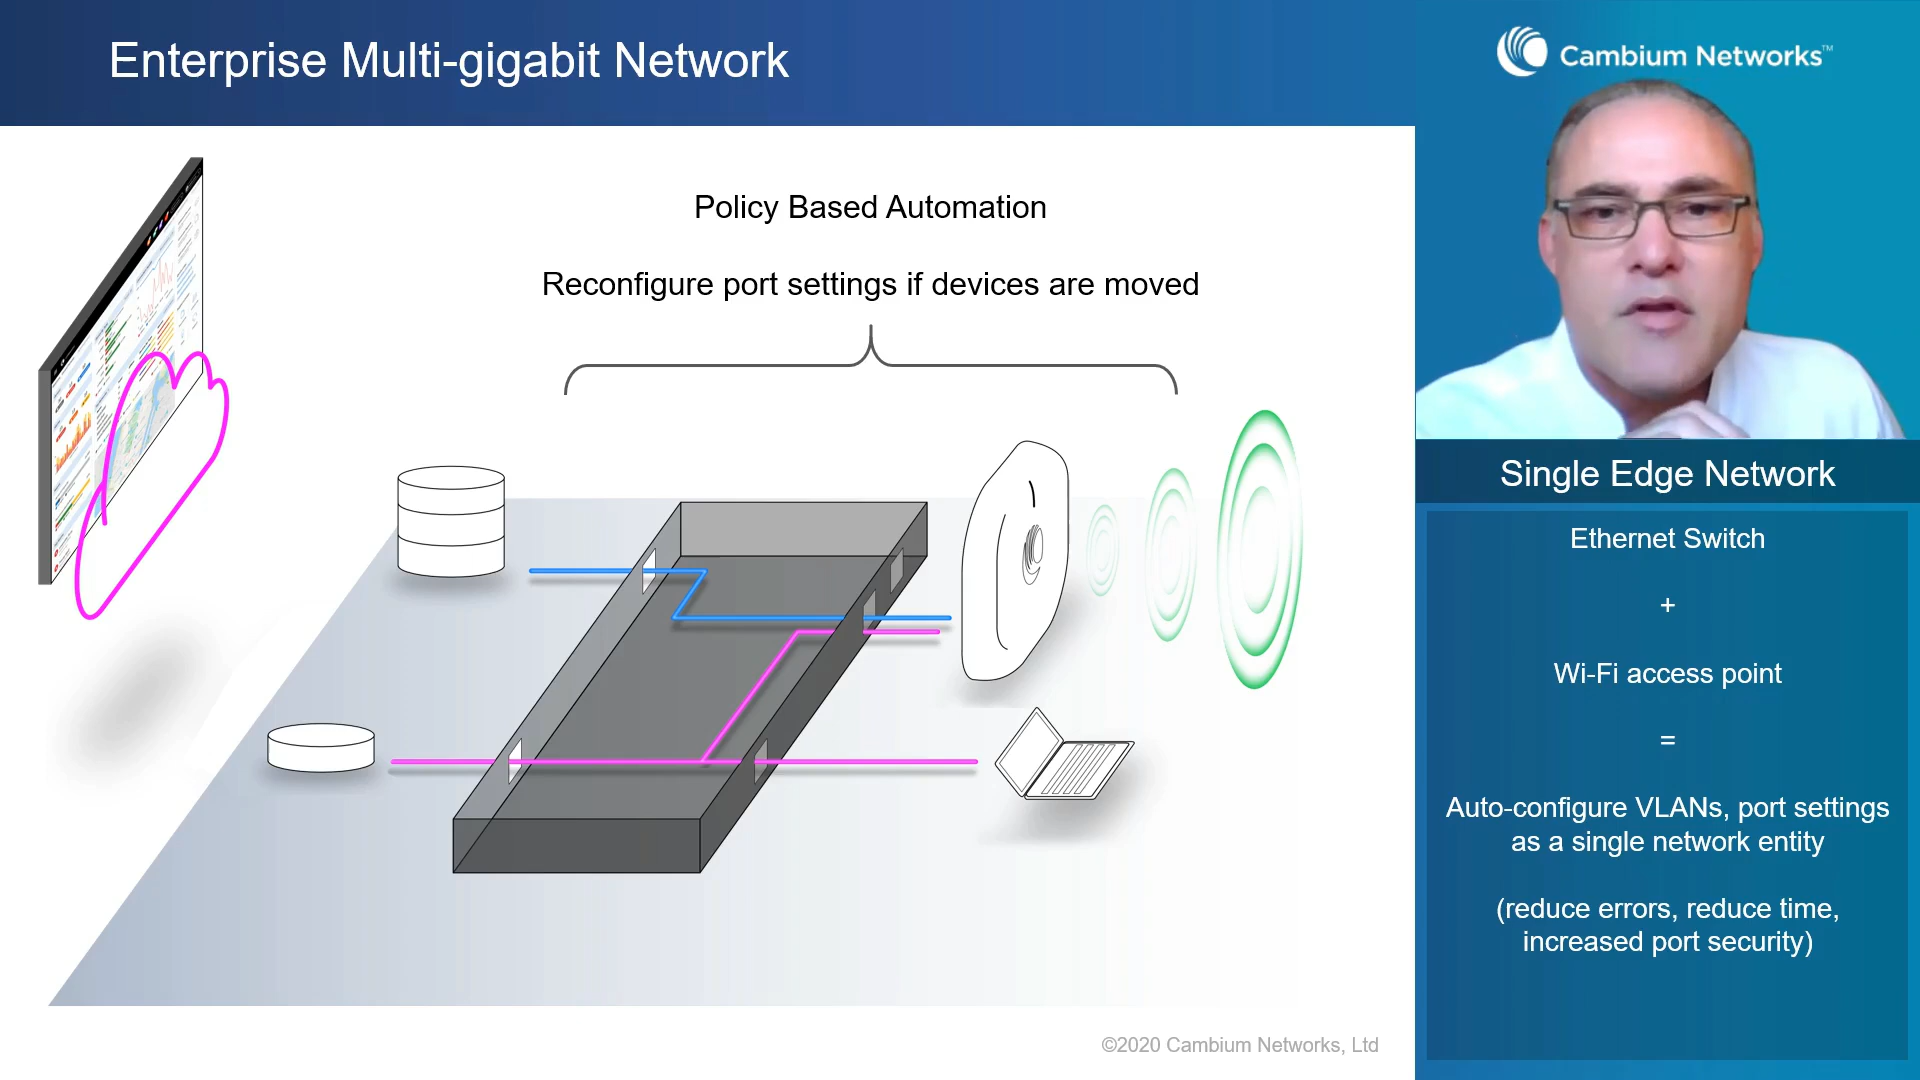 Enterprise Multi-gigabit Network
Cambium Networks™
Policy Based Automation
Reconfigure port settings if devices are moved
Single Edge Network
Ethernet Switch
+
Wi-Fi access point
=
Auto-configure VLANs, port settings
as a single network entity
(reduce errors, reduce time,
increased port security)
©2020 Cambium Networks, Ltd